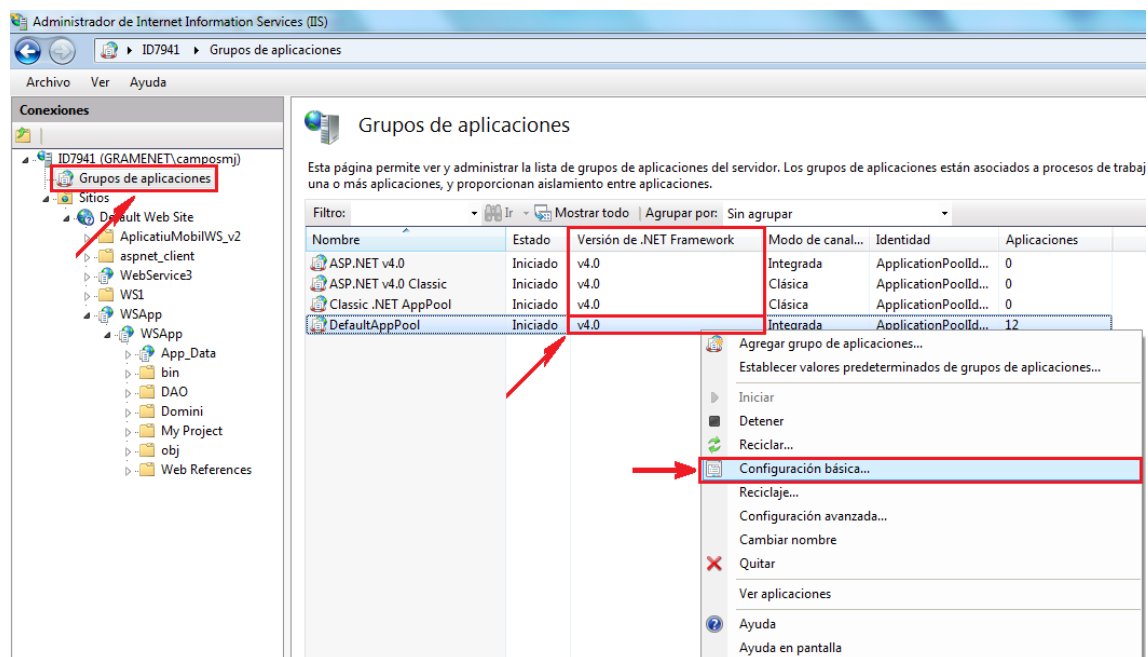 Administrador de Internet Information Services (IIS)
ID7941 Grupos de aplicaciones
Archivo Ver Ayuda
Conexiones
ID7941 (GRAMENET\camposmj)
Grupos de aplicaciones
Sitios
Default Web Site
AplicatiuMobilWS_v2
aspnet_client
WebService3
WS1
WSApp
WSApp
App_Data
bin
DAO
Domini
My Project
obj
Web References
Grupos de aplicaciones
Esta página permite ver y administrar la lista de grupos de aplicaciones del servidor. Los grupos de aplicaciones están asociados a procesos de trabaj
una o más aplicaciones, y proporcionan aislamiento entre aplicaciones.
Filtro: Ir Mostrar todo Agrupar por: Sin agrupar
Nombre Estado Versión de .NET Framework Modo de canal... Identidad Aplicaciones
ASP.NET v4.0 Iniciado v4.0 Integrada ApplicationPoolId... 0
ASP.NET v4.0 Classic Iniciado v4.0 Clásica ApplicationPoolId... 0
Classic .NET AppPool Iniciado v4.0 Clásica ApplicationPoolId... 0
DefaultAppPool Iniciado v4.0 Integrada ApplicationPoolId... 12
Agregar grupo de aplicaciones...
Establecer valores predeterminados de grupos de aplicaciones...
Iniciar
Detener
Reciclar...
Configuración básica...
Reciclaje...
Configuración avanzada...
Cambiar nombre
Quitar
Ver aplicaciones
Ayuda
Ayuda en pantalla